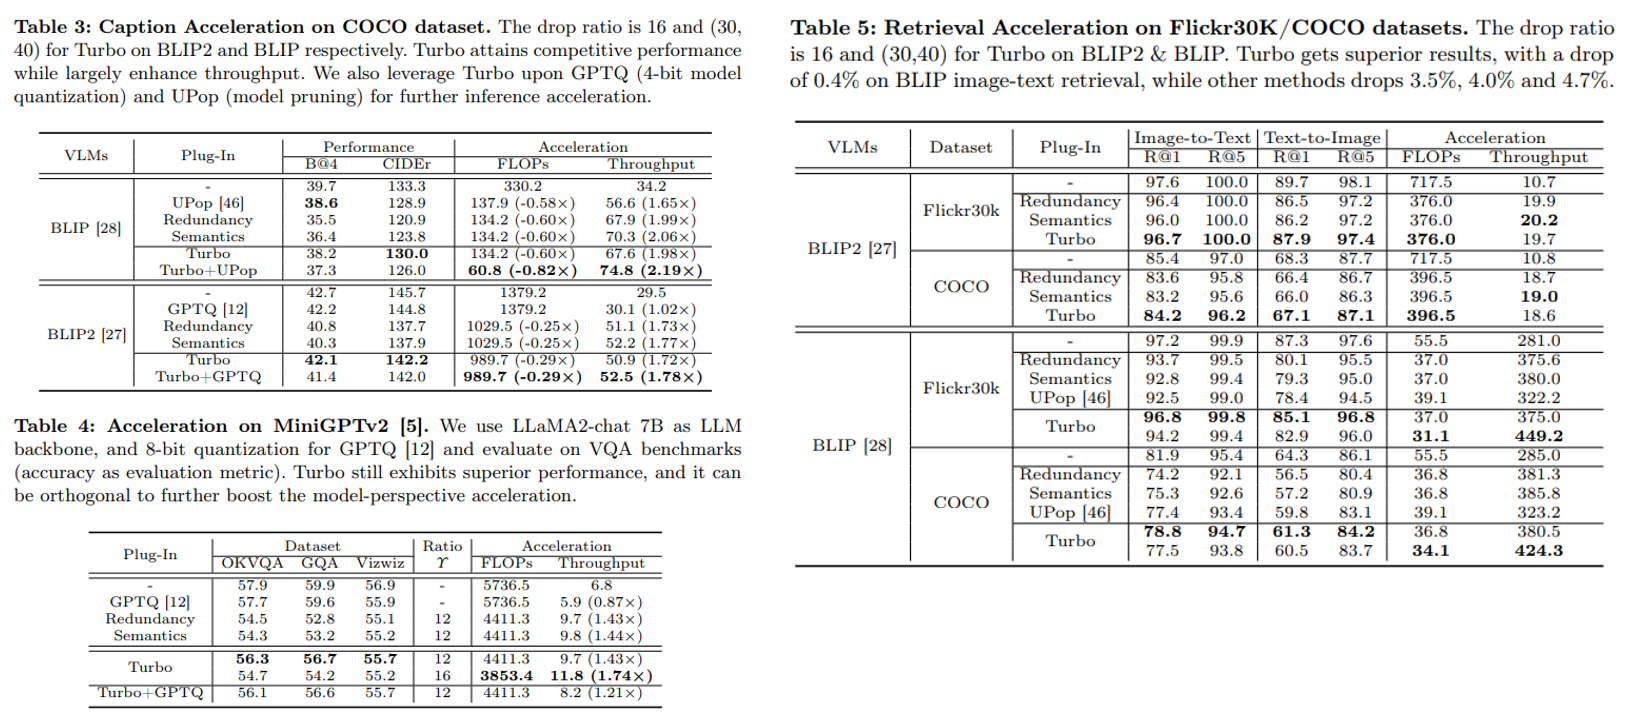 Table 3: Caption Acceleration on COCO dataset. The drop ratio is 16 and (30,
40) for Turbo on BLIP2 and BLIP respectively. Turbo attains competitive performance
while largely enhance throughput. We also leverage Turbo upon GPTQ (4-bit model
quantization) and UPop (model pruning) for further inference acceleration.
VLMs Plug-In Performance Acceleration
B@4 CIDEr FLOPs Throughput
- 39.7 133.3 330.2 34.2
UPop [46] 38.6 128.9 137.9 (-0.58×) 56.6 (1.65×)
Redundancy 35.5 120.9 134.2 (-0.60×) 67.9 (1.99×)
BLIP [28] Semantics 36.4 123.8 134.2 (-0.60×) 70.3 (2.06×)
Turbo 38.2 130.0 134.2 (-0.60×) 67.6 (1.98×)
Turbo+UPop 37.3 126.0 60.8 (-0.82×) 74.8 (2.19×)
- 42.7 145.7 1379.2 29.5
GPTQ [12] 42.2 144.8 1379.2 30.1 (1.02×)
Redundancy 40.8 137.7 1029.5 (-0.25×) 51.1 (1.73×)
BLIP2 [27] Semantics 40.3 137.9 1029.5 (-0.25×) 52.2 (1.77×)
Turbo 42.1 142.2 989.7 (-0.29×) 50.9 (1.72×)
Turbo+GPTQ 41.4 142.0 989.7 (-0.29×) 52.5 (1.78×)
Table 4: Acceleration on MiniGPTv2 [5]. We use LLaMA2-chat 7B as LLM
backbone, and 8-bit quantization for GPTQ [12] and evaluate on VQA benchmarks
(accuracy as evaluation metric). Turbo still exhibits superior performance, and it can
be orthogonal to further boost the model-perspective acceleration.
Plug-In Dataset Ratio Acceleration
OKVQA GQA Vizwiz ϒ FLOPs Throughput
- 57.9 59.9 56.9 - 5736.5 6.8
GPTQ [12] 57.7 59.6 55.9 - 5736.5 5.9 (0.87×)
Redundancy 54.5 52.8 55.1 12 4411.3 9.7 (1.43×)
Semantics 54.3 53.2 55.2 12 4411.3 9.8 (1.44×)
Turbo 56.3 56.7 55.7 12 4411.3 9.7 (1.43×)
54.7 54.2 55.2 16 3853.4 11.8 (1.74×)
Turbo+GPTQ 56.1 56.6 55.7 12 4411.3 8.2 (1.21×)
Table 5: Retrieval Acceleration on Flickr30K/COCO datasets. The drop ratio
is 16 and (30,40) for Turbo on BLIP2 & BLIP. Turbo gets superior results, with a drop
of 0.4% on BLIP image-text retrieval, while other methods drops 3.5%, 4.0% and 4.7%.
VLMs Dataset Plug-In Image-to-Text Text-to-Image Acceleration
R@1 R@5 R@1 R@5 FLOPs Throughput
- 97.6 100.0 89.7 98.1 717.5 10.7
Flickr30k Redundancy 96.4 100.0 86.5 97.2 376.0 19.9
Semantics 96.0 100.0 86.2 97.2 376.0 20.2
BLIP2 [27] Turbo 96.7 100.0 87.9 97.4 376.0 19.7
- 85.4 97.0 68.3 87.7 717.5 10.8
COCO Redundancy 83.6 95.8 66.4 86.7 396.5 18.7
Semantics 83.2 95.6 66.0 86.3 396.5 19.0
Turbo 84.2 96.2 67.1 87.1 396.5 18.6
- 97.2 99.9 87.3 97.6 55.5 281.0
Redundancy 93.7 99.5 80.1 95.5 37.0 375.6
Flickr30k Semantics 92.8 99.4 79.3 95.0 37.0 380.0
UPop [46] 92.5 99.0 78.4 94.5 39.1 322.2
Turbo 96.8 99.8 85.1 96.8 37.0 375.0
BLIP [28] 94.2 99.4 82.9 96.0 31.1 449.2
- 81.9 95.4 64.3 86.1 55.5 285.0
Redundancy 74.2 92.1 56.5 80.4 36.8 381.3
COCO Semantics 75.3 92.6 57.2 80.9 36.8 385.8
UPop [46] 77.4 93.4 59.8 83.1 39.1 323.2
Turbo 78.8 94.7 61.3 84.2 36.8 380.5
77.5 93.8 60.5 83.7 34.1 424.3